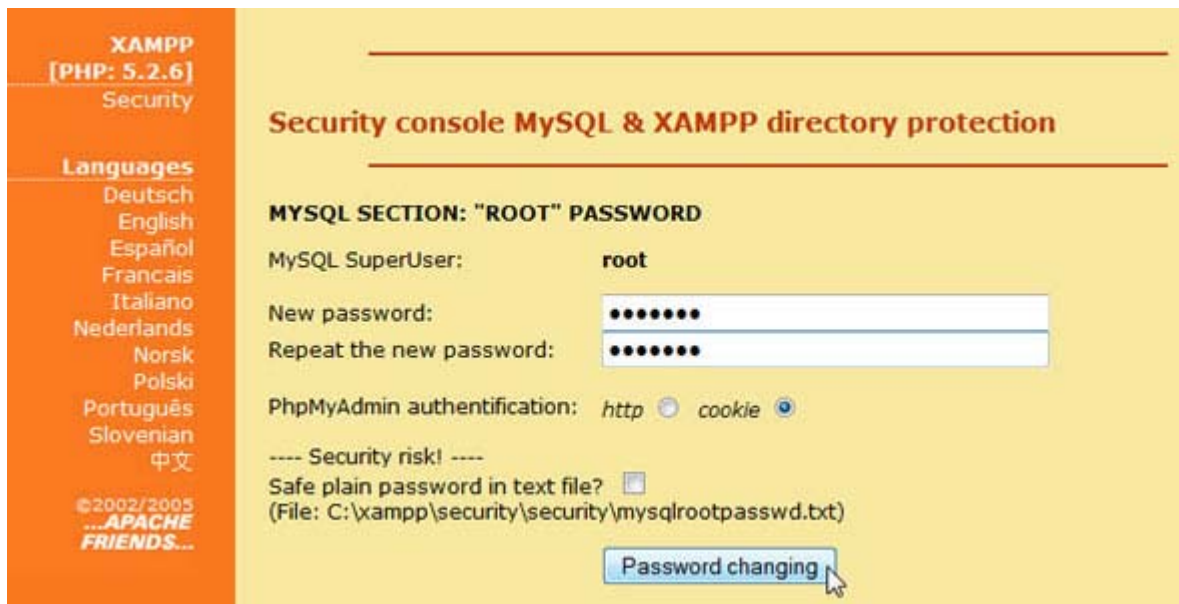 XAMPP
[PHP: 5.2.6]
Security
Languages
Deutsch
English
Español
Francais
Italiano
Nederlands
Norsk
Polski
Português
Slovenian
中文
©2002/2005
...APACHE
FRIENDS...
Security console MySQL & XAMPP directory protection
MYSQL SECTION: "ROOT" PASSWORD
MySQL SuperUser: root
New password: •••••••
Repeat the new password: •••••••
PhpMyAdmin authentification: http cookie
---- Security risk! ----
Safe plain password in text file?
(File: C:\xampp\security\security\mysqlrootpasswd.txt)
Password changing